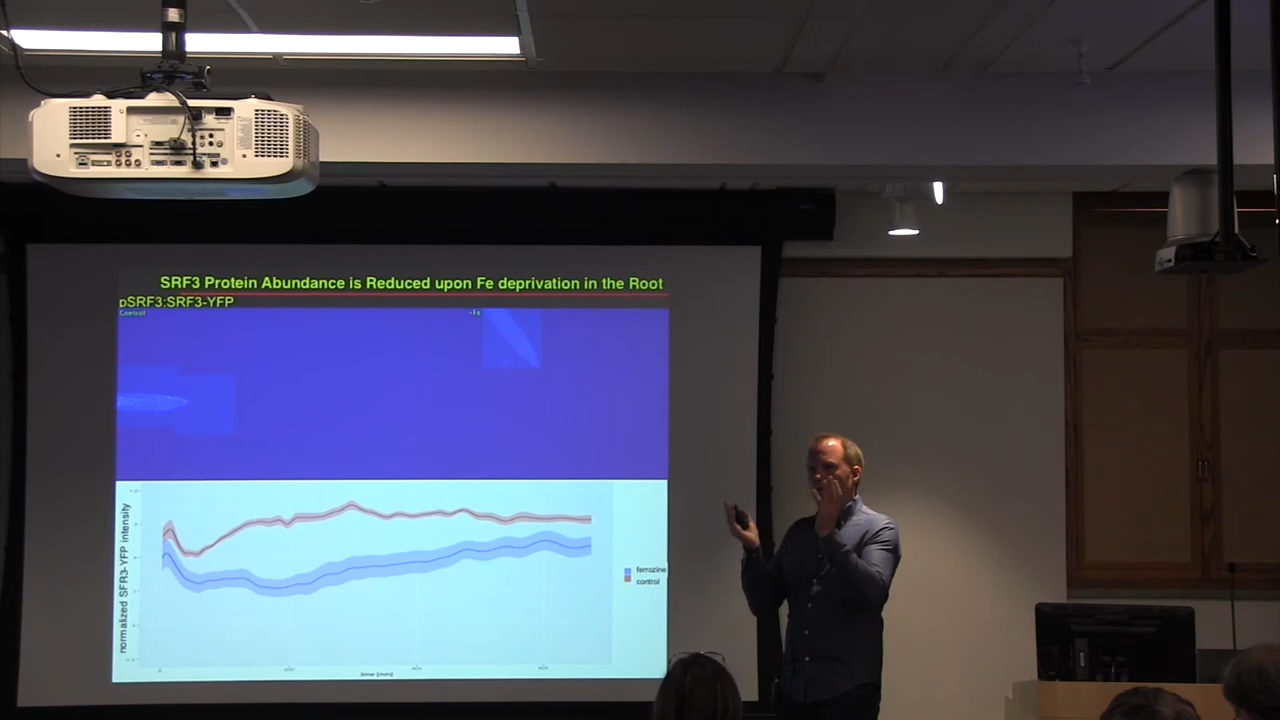 SRF3 Protein Abundance is Reduced upon Fe deprivation in the Root
pSRF3:SRF3-YFP
Control
-Fe
normalized SFR3-YFP intensity
ferrozine
control